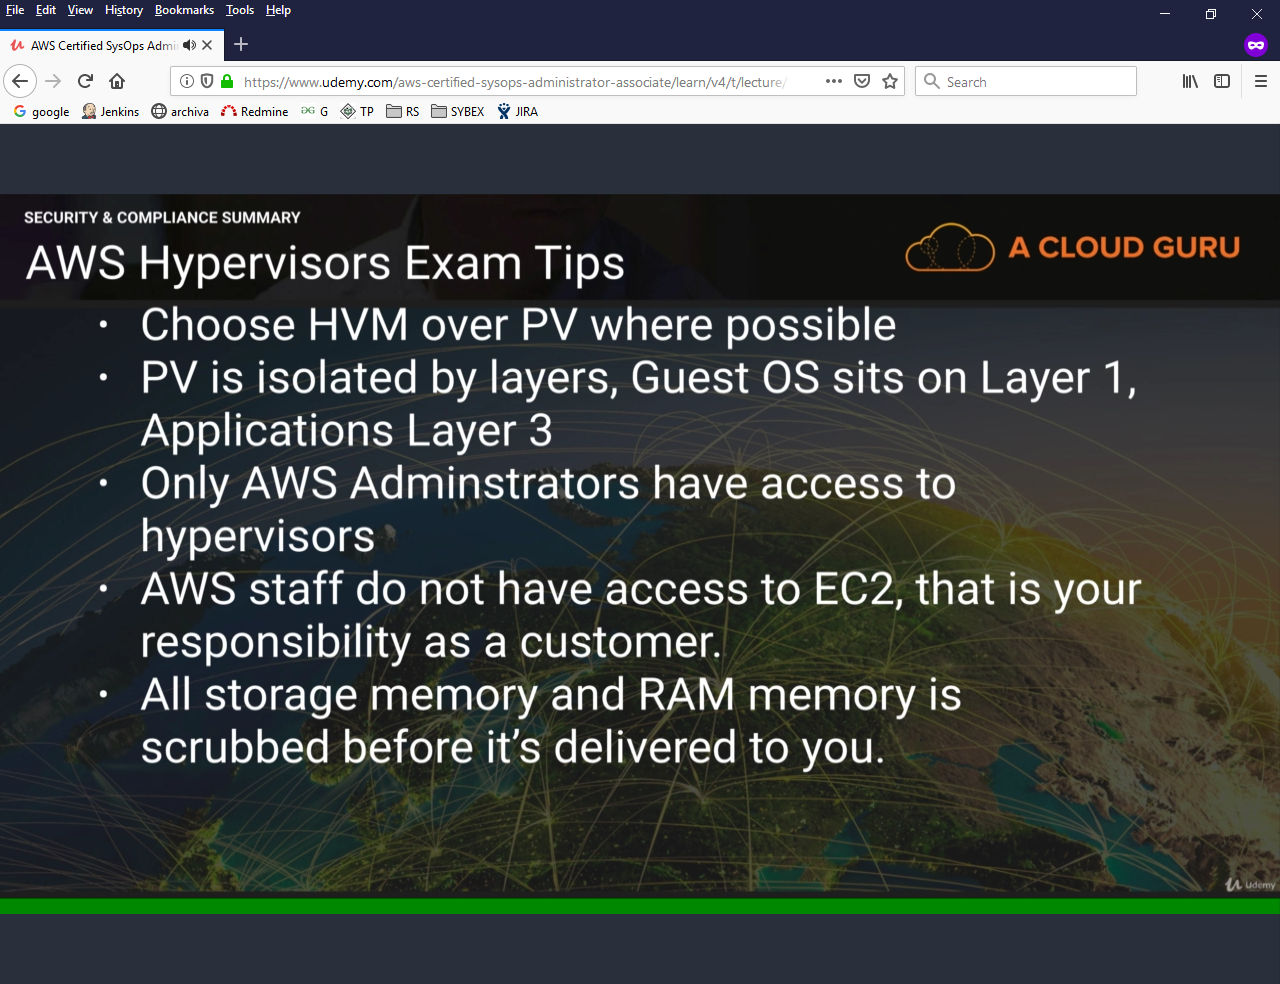 File Edit View History Bookmarks Tools Help
AWS Certified SysOps Admi
https://www.udemy.com/aws-certified-sysops-administrator-associate/learn/v4/t/lecture/
Search
google Jenkins archiva Redmine G TP RS SYBEX JIRA
SECURITY & COMPLIANCE SUMMARY
AWS Hypervisors Exam Tips
A CLOUD GURU
• Choose HVM over PV where possible
• PV is isolated by layers, Guest OS sits on Layer 1,
Applications Layer 3
• Only AWS Adminstrators have access to
hypervisors
• AWS staff do not have access to EC2, that is your
responsibility as a customer.
• All storage memory and RAM memory is
scrubbed before it's delivered to you.
Udemy